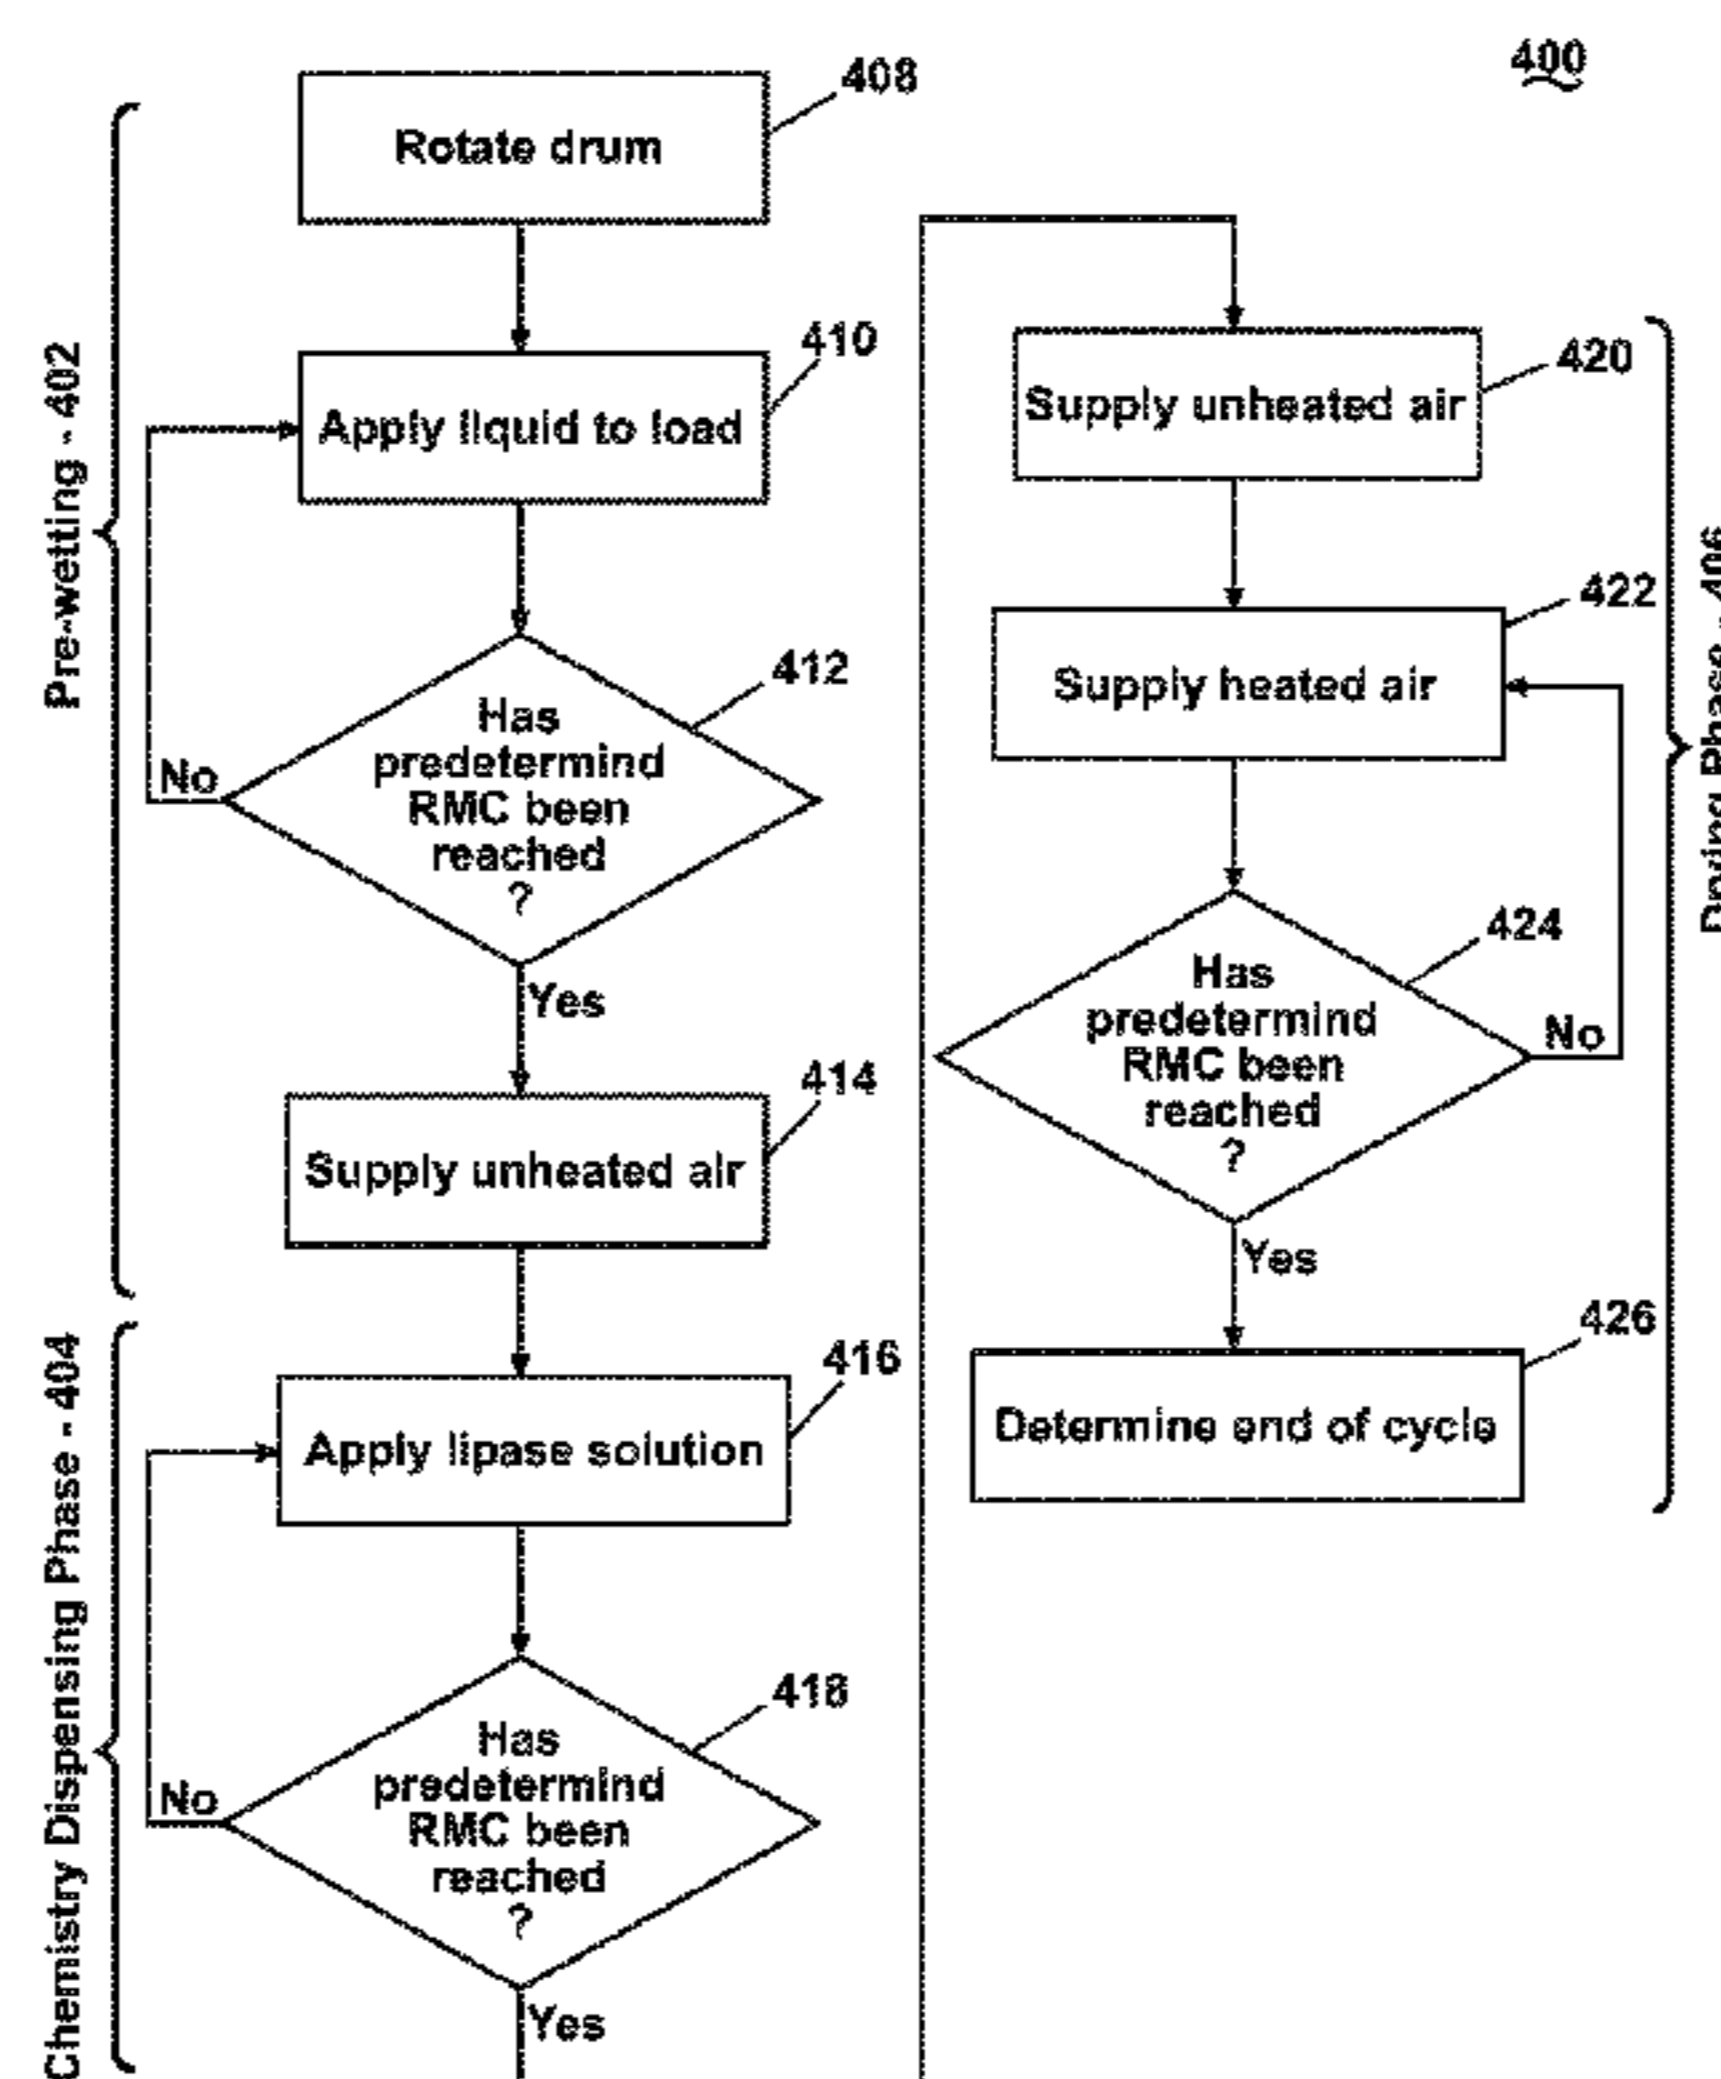 400
Pre-wetting - 402
Rotate drum
408
Apply liquid to load
410
Has
predetermind
RMC been
reached
?
412
No
Yes
Supply unheated air
414
Chemistry Dispensing Phase - 404
Apply lipase solution
416
Has
predetermind
RMC been
reached
?
418
No
Yes
Drying Phase - 406
Supply unheated air
420
Supply heated air
422
Has
predetermind
RMC been
reached
?
424
No
Yes
Determine end of cycle
426